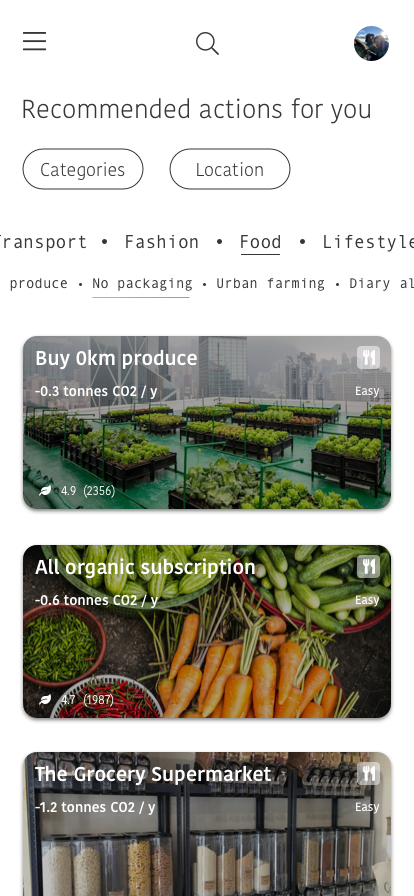 Recommended actions for you
Categories Location
Transport • Fashion • Food • Lifestyle
produce • No packaging • Urban farming • Diary al
Buy 0km produce
-0.3 tonnes CO2 / y Easy
4.9 (2356)
All organic subscription
-0.6 tonnes CO2 / y Easy
4.7 (1987)
The Grocery Supermarket
-1.2 tonnes CO2 / y Easy